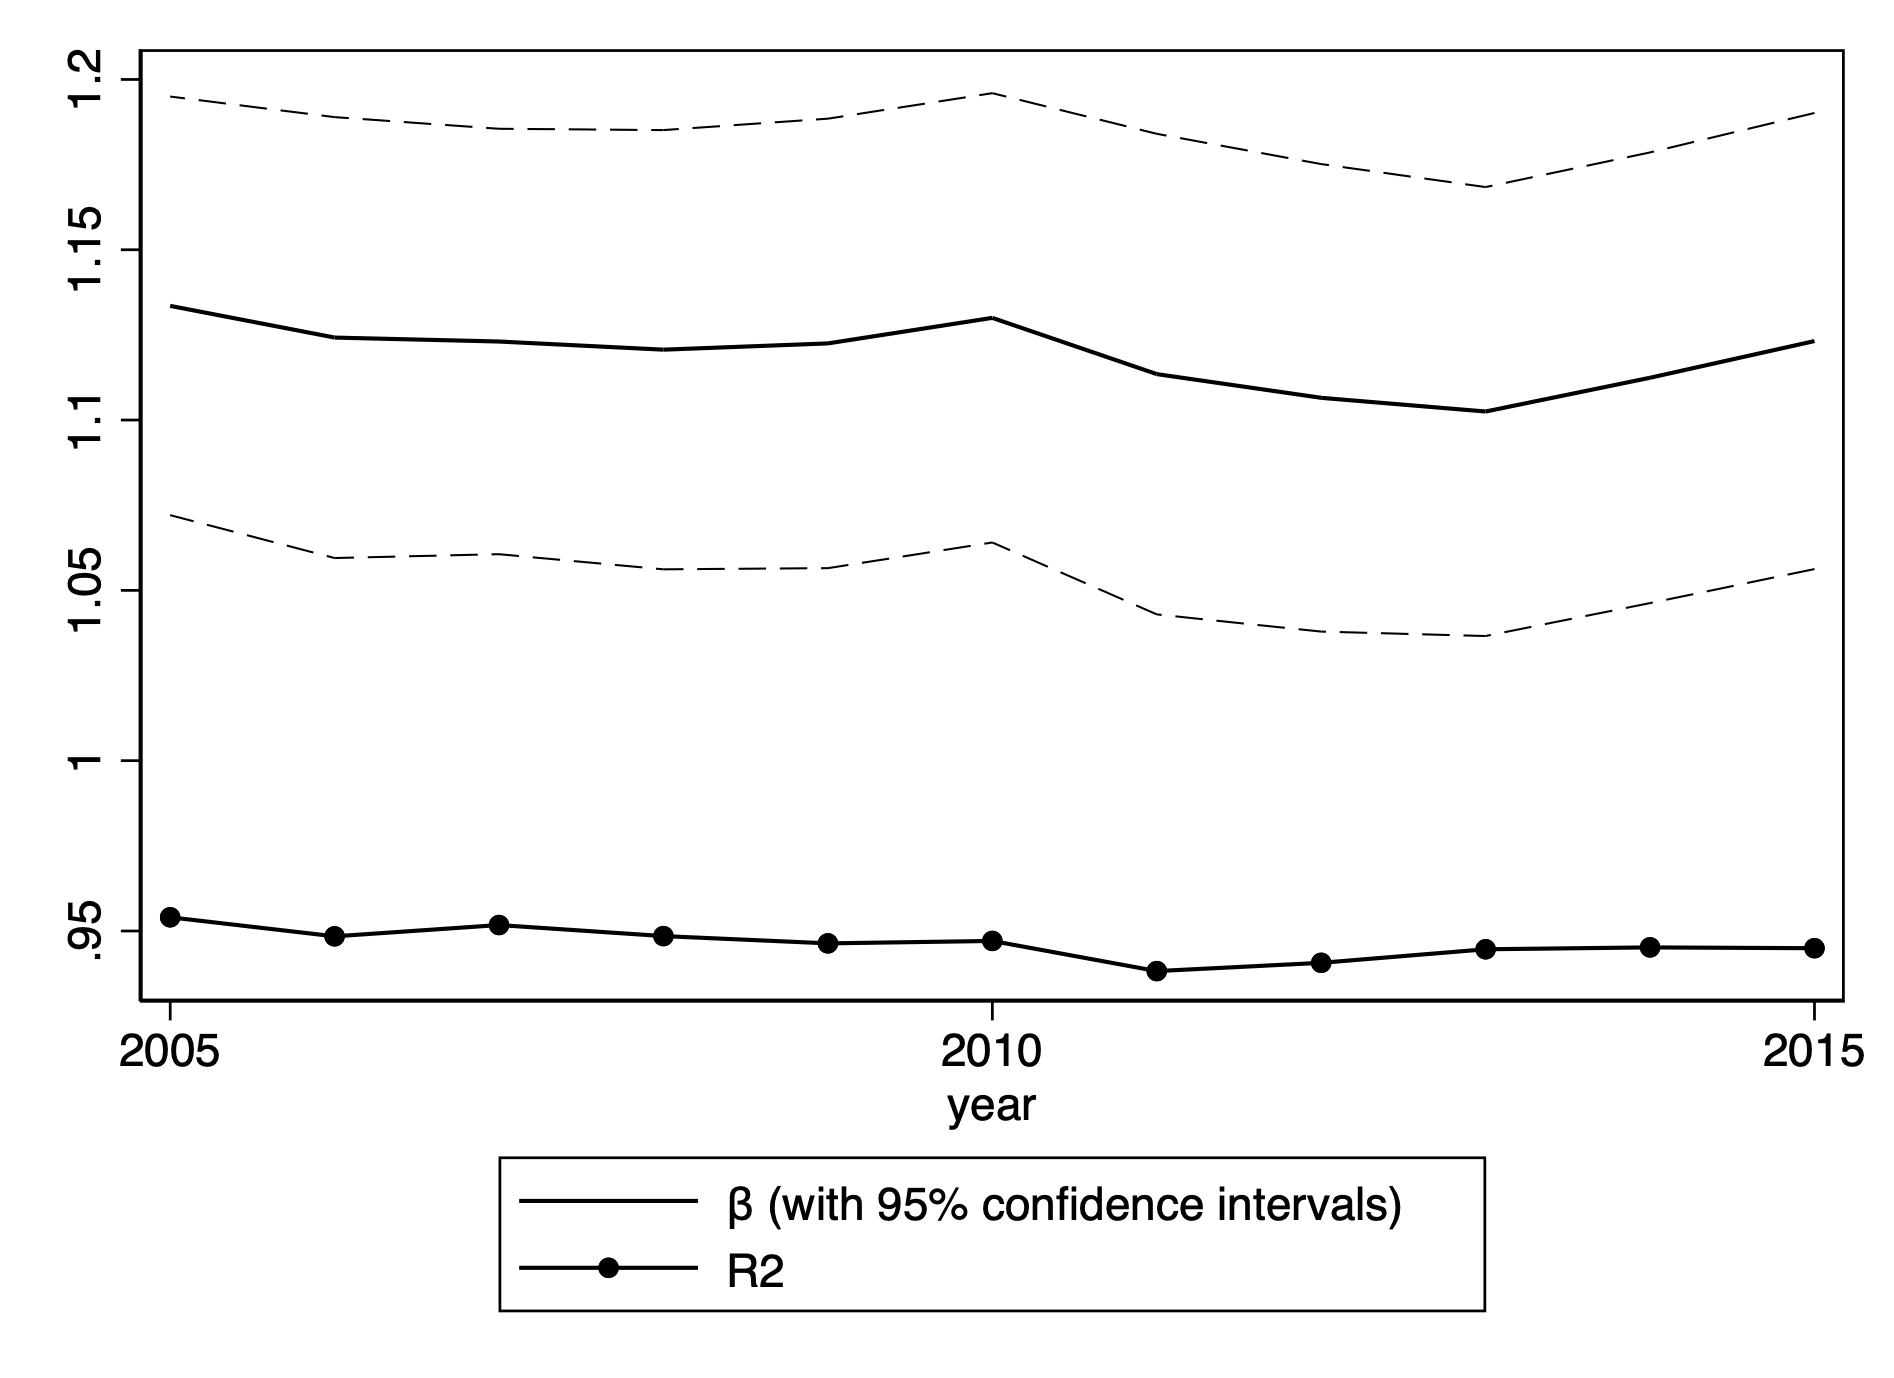 1.2
1.15
1.1
1.05
1
.95
2005 2010 2015
year
β (with 95% confidence intervals)
R2